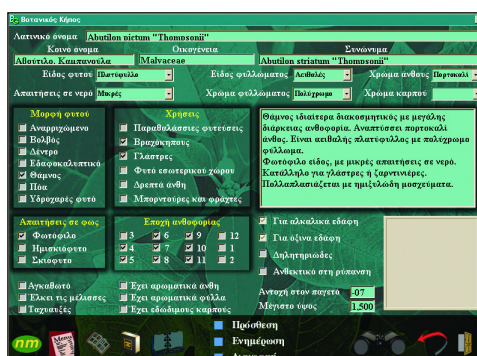 Βοτανικός Κήπος
Λατινικό όνομα Abutilon pictum "Thompsonii"
Κοινό όνομα Οικογένεια Συνώνυμα
Αβούτιλο. Καμπανούλα Malvaceae Abutilon striatum "Thompsonii"
Είδος φυτού Πλατύφυλλο Είδος φυλλώματος Αειθαλές Χρώμα άνθους Πορτοκαλί
Απαιτήσεις σε νερό Μικρές Χρώμα φυλλώματος Πολύχρωμο Χρώμα καρπού
Μορφή φυτού
Αναρριχώμενο
Βολβός
Δέντρο
Εδαφοκαλυπτικό
Θάμνος
Πόα
Υδροχαρές φυτό
Χρήσεις
Παραθαλάσσιες φυτεύσεις
Βραχόκηπους
Γλάστρες
Φυτό εσωτερικού χώρου
Δρεπτά άνθη
Μπορντούρες και φράχτες
Θάμνος ιδιαίτερα διακοσμητικός με μεγάλης
διάρκειας ανθοφορία. Αναπτύσσει πορτοκαλί
άνθος. Είναι αειθαλής πλατύφυλλος με πολύχρωμο
φύλλωμα.
Φωτόφιλο είδος, με μικρές απαιτήσεις σε νερό.
Κατάλληλο για γλάστρες ή ζαρντινιέρες.
Πολλαπλασιάζεται με ημιξυλώδη μοσχεύματα.
Απαιτήσεις σε φως
Φωτόφιλο
Ημισκιόφυτο
Σκιόφυτο
Εποχή ανθοφορίας
3 6 9 12
4 7 10 1
5 8 11 2
Για αλκαλικά εδάφη
Για όξινα εδάφη
Δηλητηριώδες
Ανθεκτικό στη ρύπανση
Αγκαθωτό
Έλκει τις μέλισσες
Ταχυαυξές
Έχει αρωματικά άνθη
Έχει αρωματικά φύλλα
Έχει εδώδιμους καρπούς
Αντοχή στον παγετό -07
Μέγιστο ύψος 1,500
nm
Menu
Πρόσθεση
Ενημέρωση